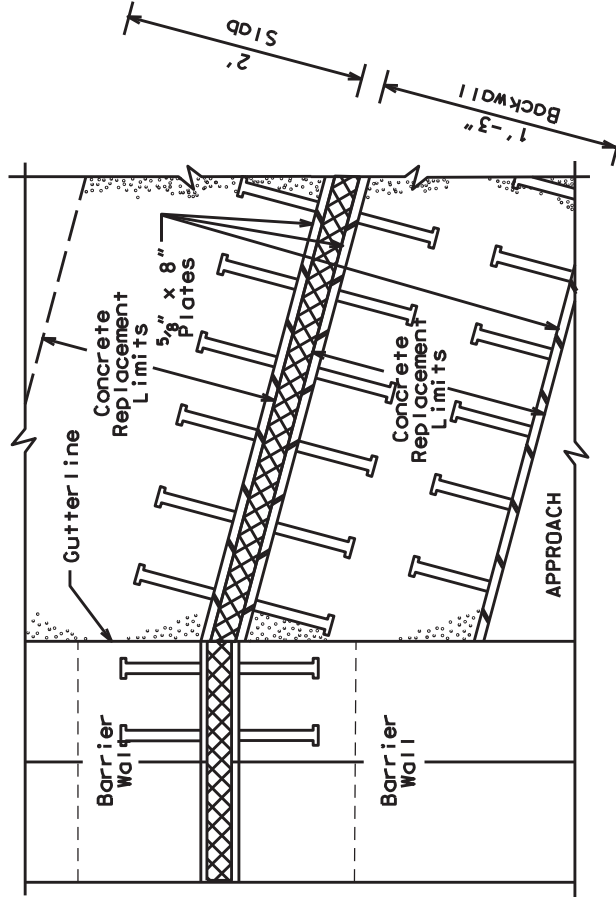 Slab
2'
Backwall
1'-3"
5/8" x 8"
Plates
Concrete
Replacement
Limits
Concrete
Replacement
Limits
Gutterline
APPROACH
Barrier
Wall
Barrier
Wall